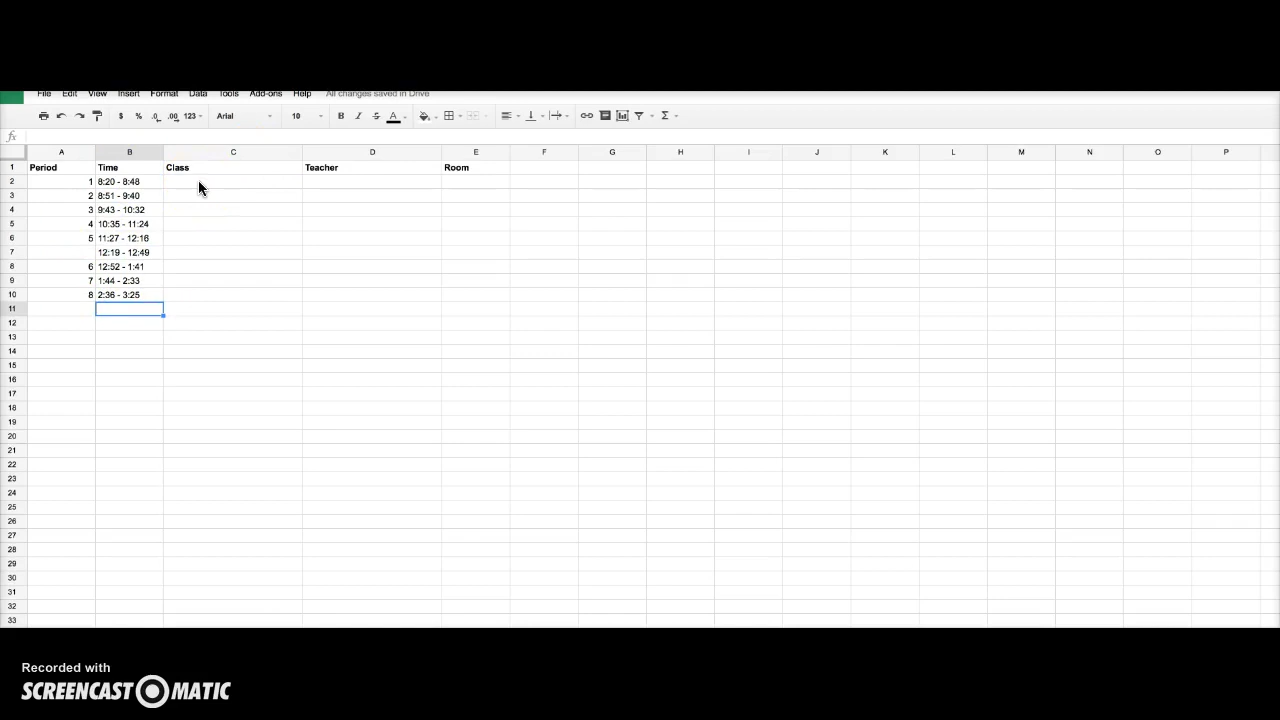 File Edit View Insert Format Data Tools Add-ons Help All changes saved in Drive
$ % .0 .00 123 Arial 10 B I S A Σ
fx
A B C D E F G H I J K L M N O P
1 Period Time Class Teacher Room
2 1 8:20 - 8:48
3 2 8:51 - 9:40
4 3 9:43 - 10:32
5 4 10:35 - 11:24
6 5 11:27 - 12:16
7 12:19 - 12:49
8 6 12:52 - 1:41
9 7 1:44 - 2:33
10 8 2:36 - 3:25
11
12
13
14
15
16
17
18
19
20
21
22
23
24
25
26
27
28
29
30
31
32
33
Recorded with
SCREENCAST O MATIC